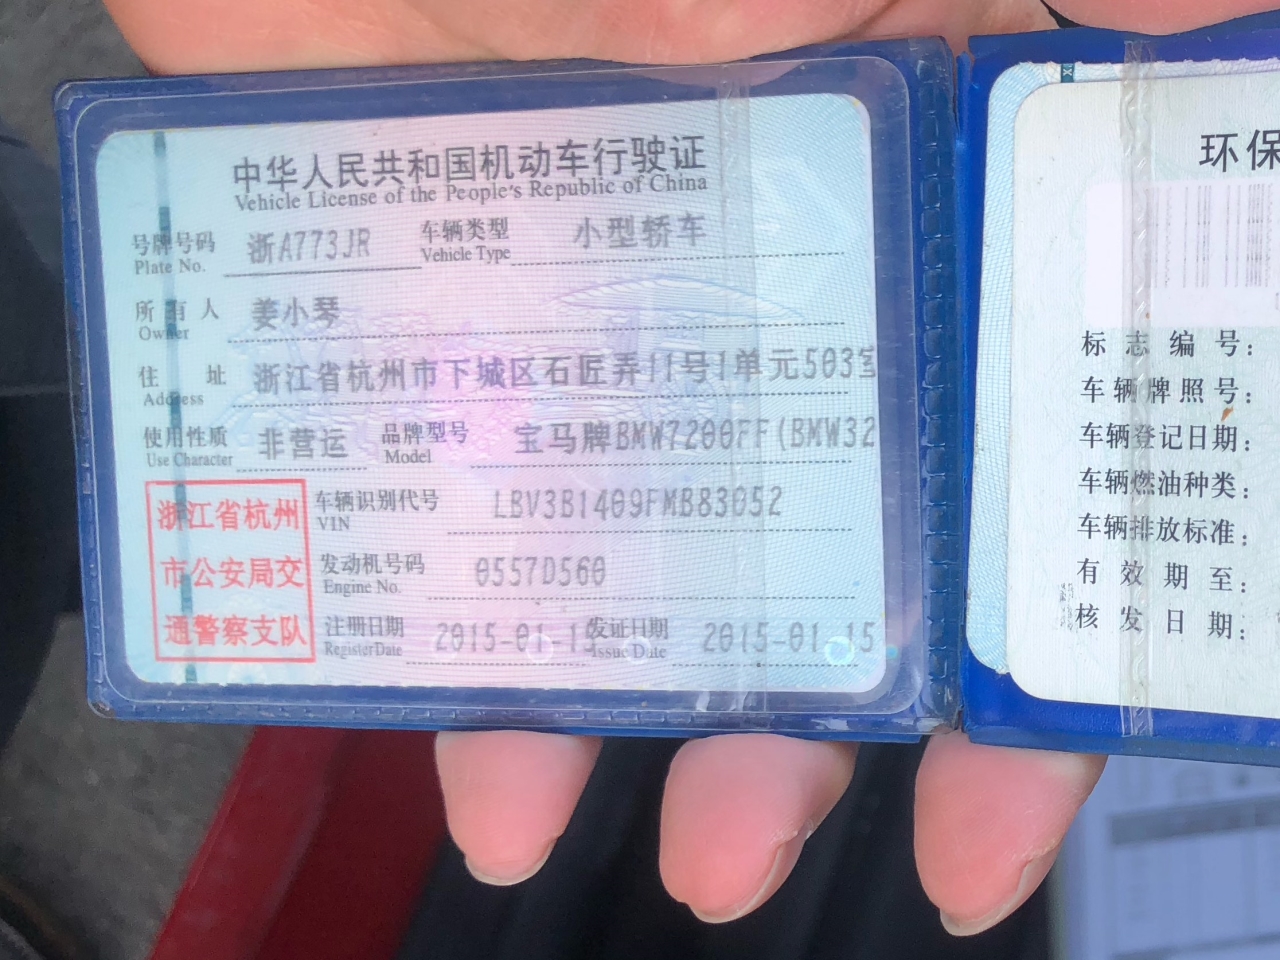 中华人民共和国机动车行驶证
Vehicle License of the People's Republic of China
号牌号码 浙A773JR 车辆类型 小型轿车
Plate No. Vehicle Type
所有人 姜小琴
Owner
住址 浙江省杭州市下城区石匠弄11号1单元503室
Address
使用性质 非营运 品牌型号 宝马牌BMW7200FF(BMW32
Use Character Model
浙江省杭州
市公安局交
通警察支队
车辆识别代号 LBV3B1409FMB83052
VIN
发动机号码 0557D560
Engine No.
注册日期 2015-01-15 发证日期 2015-01-15
Register Date Issue Date
环保
标志编号:
车辆牌照号:
车辆登记日期:
车辆燃油种类:
车辆排放标准:
有效期至:
核发日期: